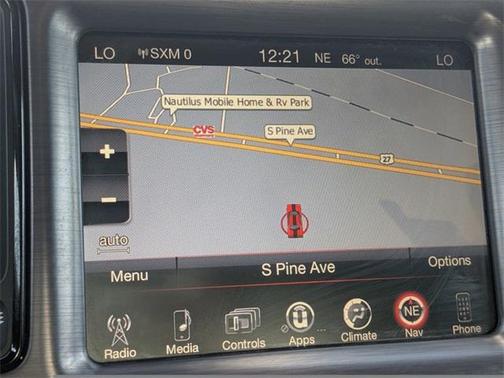 LO SXM 0 12:21 NE 66° out. LO
Nautilus Mobile Home & Rv Park
CVS
S Pine Ave
27
+
-
auto
Menu S Pine Ave Options
NE
Radio Media Controls Apps Climate Nav Phone